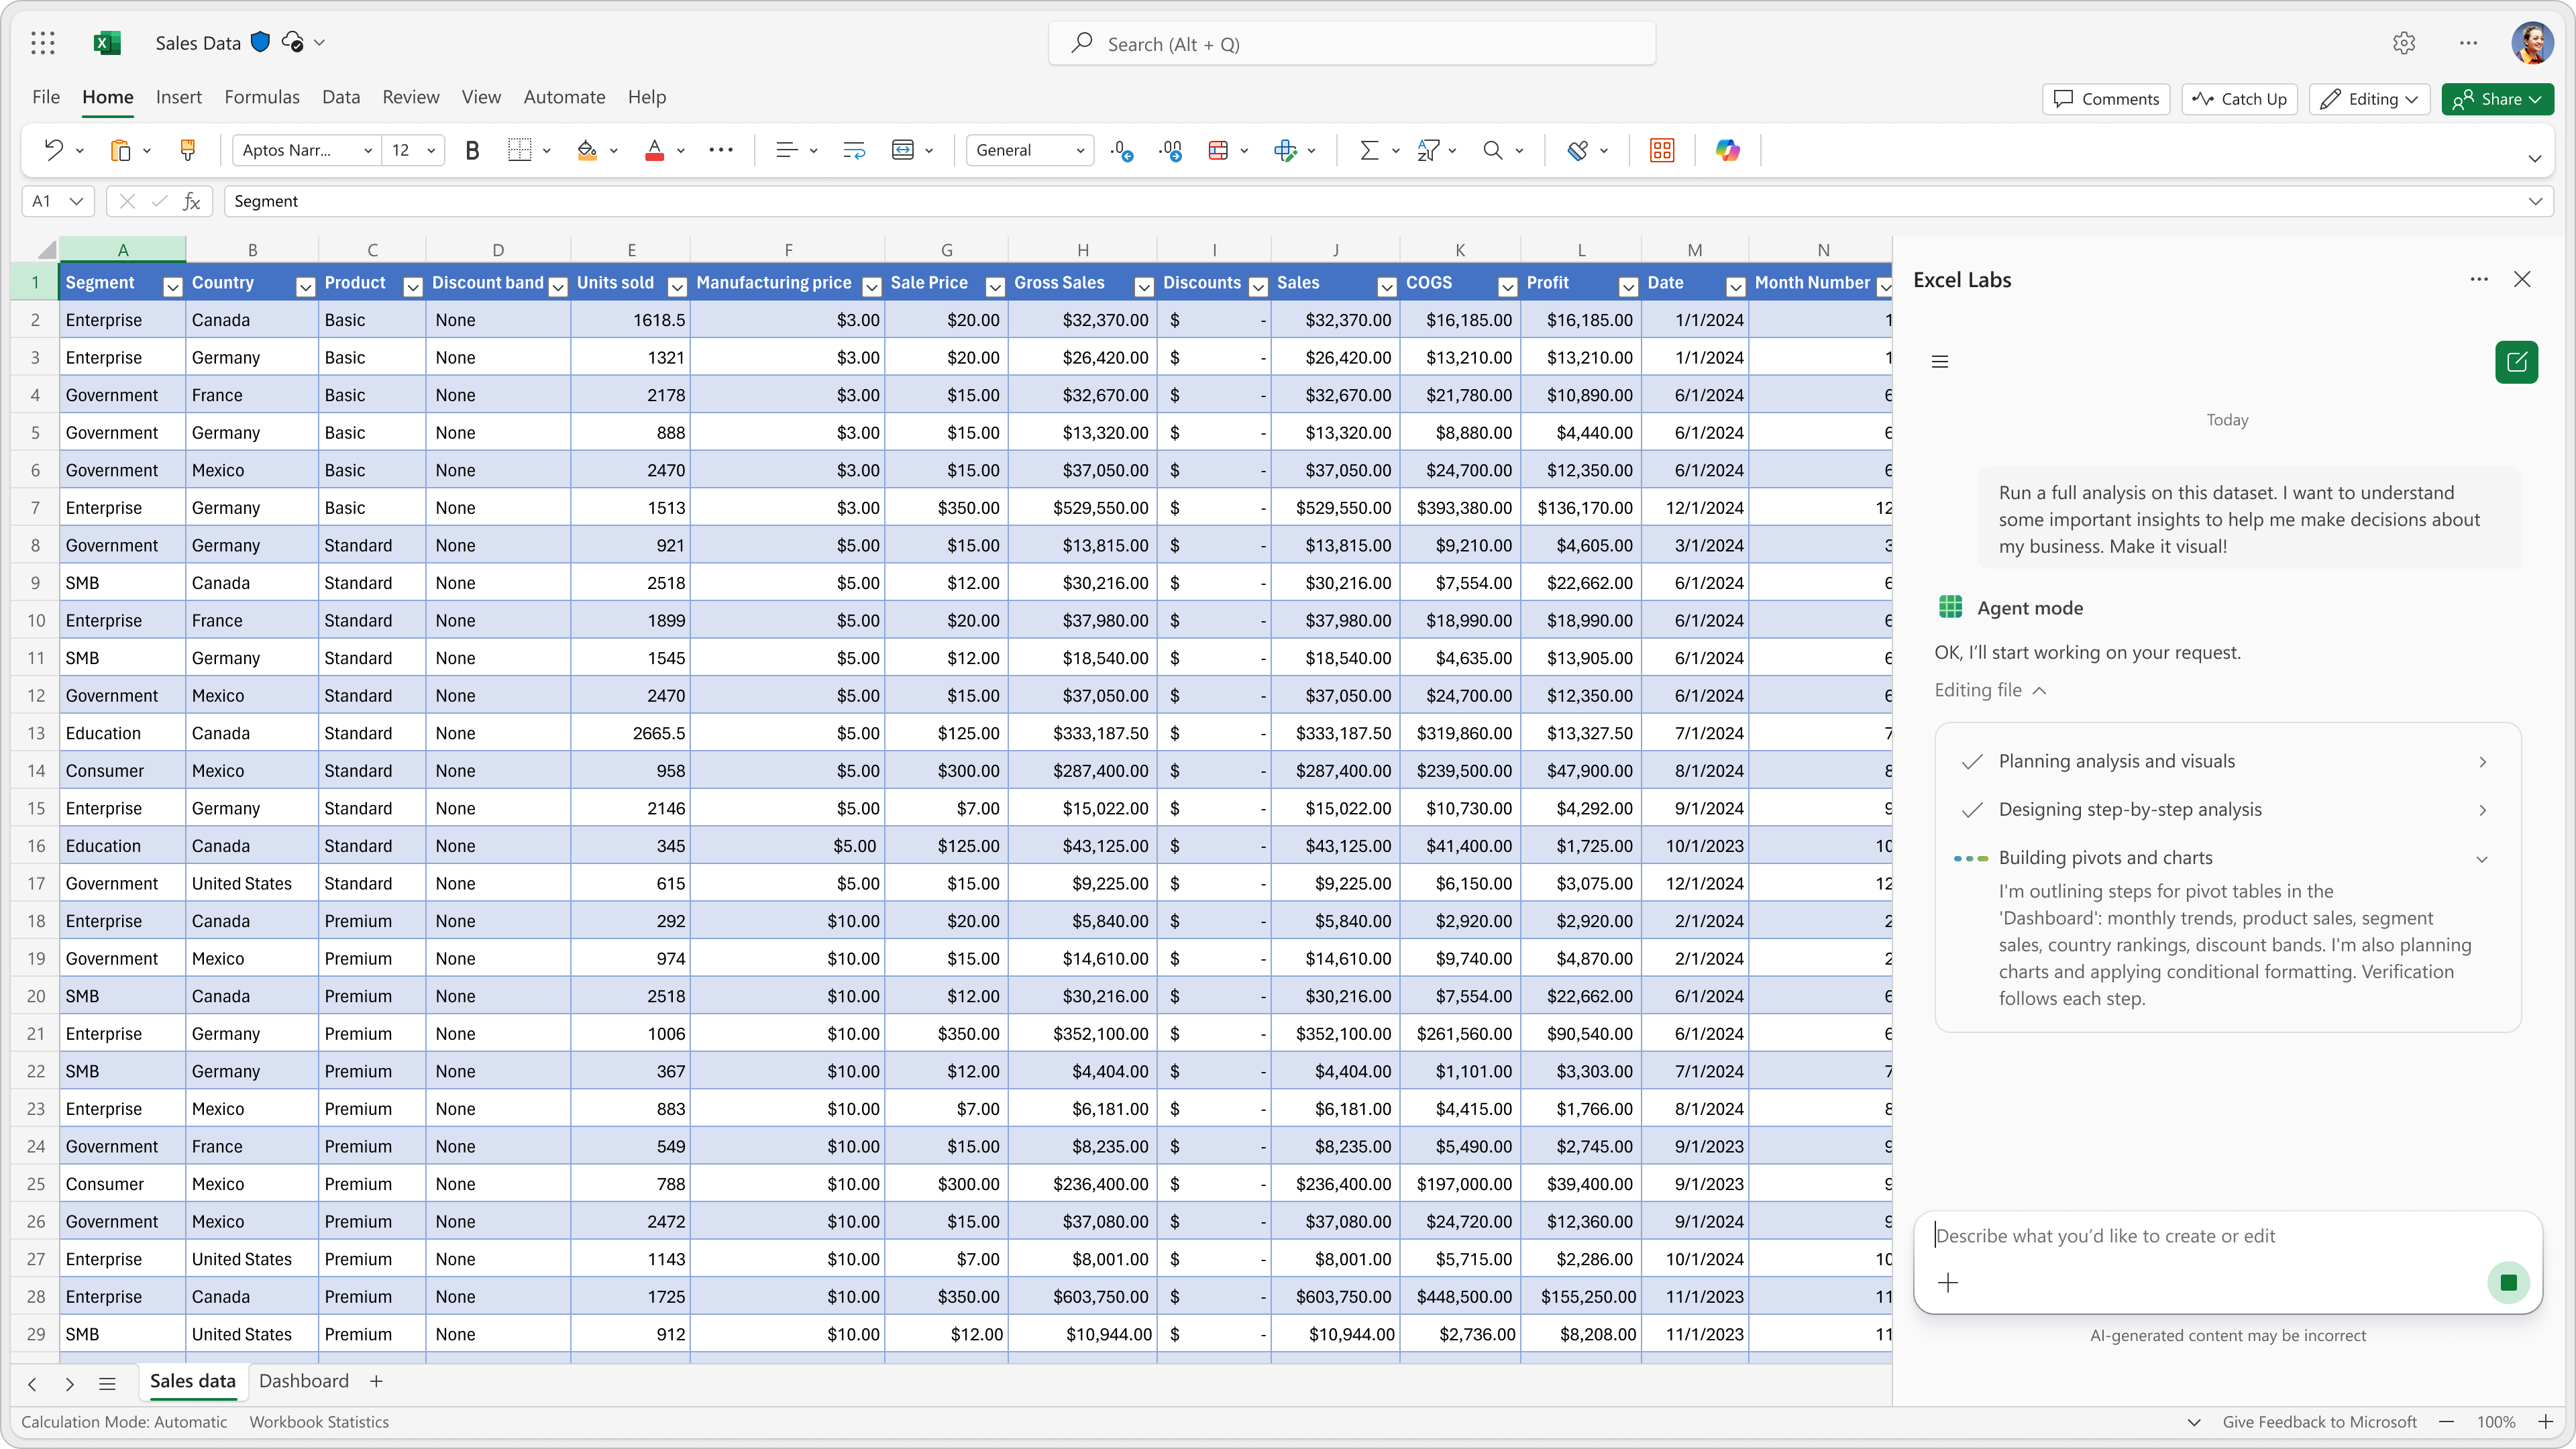 Sales Data
Search (Alt + Q)
File Home Insert Formulas Data Review View Automate Help
Comments Catch Up Editing Share
Aptos Narr... 12 B General
A1 fx Segment
A B C D E F G H I J K L M N
1 Segment Country Product Discount band Units sold Manufacturing price Sale Price Gross Sales Discounts Sales COGS Profit Date Month Number
2 Enterprise Canada Basic None 1618.5 $3.00 $20.00 $32,370.00 $ - $32,370.00 $16,185.00 $16,185.00 1/1/2024 1
3 Enterprise Germany Basic None 1321 $3.00 $20.00 $26,420.00 $ - $26,420.00 $13,210.00 $13,210.00 1/1/2024 1
4 Government France Basic None 2178 $3.00 $15.00 $32,670.00 $ - $32,670.00 $21,780.00 $10,890.00 6/1/2024 6
5 Government Germany Basic None 888 $3.00 $15.00 $13,320.00 $ - $13,320.00 $8,880.00 $4,440.00 6/1/2024 6
6 Government Mexico Basic None 2470 $3.00 $15.00 $37,050.00 $ - $37,050.00 $24,700.00 $12,350.00 6/1/2024 6
7 Enterprise Germany Basic None 1513 $3.00 $350.00 $529,550.00 $ - $529,550.00 $393,380.00 $136,170.00 12/1/2024 12
8 Government Germany Standard None 921 $5.00 $15.00 $13,815.00 $ - $13,815.00 $9,210.00 $4,605.00 3/1/2024 3
9 SMB Canada Standard None 2518 $5.00 $12.00 $30,216.00 $ - $30,216.00 $7,554.00 $22,662.00 6/1/2024 6
10 Enterprise France Standard None 1899 $5.00 $20.00 $37,980.00 $ - $37,980.00 $18,990.00 $18,990.00 6/1/2024 6
11 SMB Germany Standard None 1545 $5.00 $12.00 $18,540.00 $ - $18,540.00 $4,635.00 $13,905.00 6/1/2024 6
12 Government Mexico Standard None 2470 $5.00 $15.00 $37,050.00 $ - $37,050.00 $24,700.00 $12,350.00 6/1/2024 6
13 Education Canada Standard None 2665.5 $5.00 $125.00 $333,187.50 $ - $333,187.50 $319,860.00 $13,327.50 7/1/2024 7
14 Consumer Mexico Standard None 958 $5.00 $300.00 $287,400.00 $ - $287,400.00 $239,500.00 $47,900.00 8/1/2024 8
15 Enterprise Germany Standard None 2146 $5.00 $7.00 $15,022.00 $ - $15,022.00 $10,730.00 $4,292.00 9/1/2024 9
16 Education Canada Standard None 345 $5.00 $125.00 $43,125.00 $ - $43,125.00 $41,400.00 $1,725.00 10/1/2023 10
17 Government United States Standard None 615 $5.00 $15.00 $9,225.00 $ - $9,225.00 $6,150.00 $3,075.00 12/1/2024 12
18 Enterprise Canada Premium None 292 $10.00 $20.00 $5,840.00 $ - $5,840.00 $2,920.00 $2,920.00 2/1/2024 2
19 Government Mexico Premium None 974 $10.00 $15.00 $14,610.00 $ - $14,610.00 $9,740.00 $4,870.00 2/1/2024 2
20 SMB Canada Premium None 2518 $10.00 $12.00 $30,216.00 $ - $30,216.00 $7,554.00 $22,662.00 6/1/2024 6
21 Enterprise Germany Premium None 1006 $10.00 $350.00 $352,100.00 $ - $352,100.00 $261,560.00 $90,540.00 6/1/2024 6
22 SMB Germany Premium None 367 $10.00 $12.00 $4,404.00 $ - $4,404.00 $1,101.00 $3,303.00 7/1/2024 7
23 Enterprise Mexico Premium None 883 $10.00 $7.00 $6,181.00 $ - $6,181.00 $4,415.00 $1,766.00 8/1/2024 8
24 Government France Premium None 549 $10.00 $15.00 $8,235.00 $ - $8,235.00 $5,490.00 $2,745.00 9/1/2023 9
25 Consumer Mexico Premium None 788 $10.00 $300.00 $236,400.00 $ - $236,400.00 $197,000.00 $39,400.00 9/1/2023 9
26 Government Mexico Premium None 2472 $10.00 $15.00 $37,080.00 $ - $37,080.00 $24,720.00 $12,360.00 9/1/2024 9
27 Enterprise United States Premium None 1143 $10.00 $7.00 $8,001.00 $ - $8,001.00 $5,715.00 $2,286.00 10/1/2024 10
28 Enterprise Canada Premium None 1725 $10.00 $350.00 $603,750.00 $ - $603,750.00 $448,500.00 $155,250.00 11/1/2023 11
29 SMB United States Premium None 912 $10.00 $12.00 $10,944.00 $ - $10,944.00 $2,736.00 $8,208.00 11/1/2023 11
Sales data Dashboard +
Calculation Mode: Automatic Workbook Statistics
Excel Labs
Today
Run a full analysis on this dataset. I want to understand
some important insights to help me make decisions about
my business. Make it visual!
Agent mode
OK, I’ll start working on your request.
Editing file
Planning analysis and visuals
Designing step-by-step analysis
Building pivots and charts
I'm outlining steps for pivot tables in the
'Dashboard': monthly trends, product sales, segment
sales, country rankings, discount bands. I'm also planning
charts and applying conditional formatting. Verification
follows each step.
Describe what you’d like to create or edit
AI-generated content may be incorrect
Give Feedback to Microsoft — 100% +